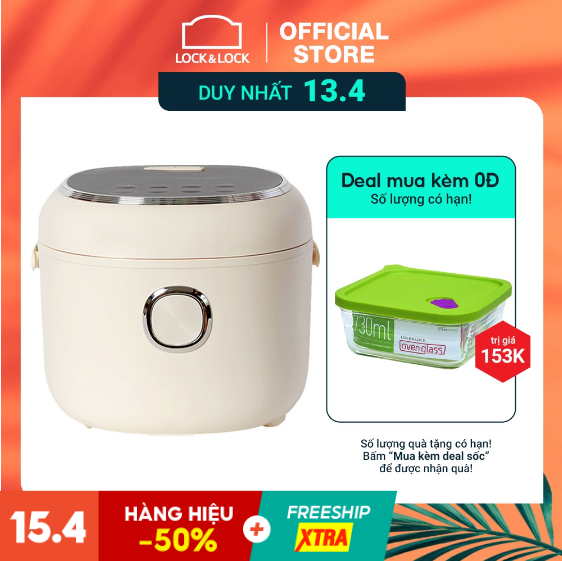 LOCK&LOCK
OFFICIAL
STORE
DUY NHẤT 13.4
Deal mua kèm 0Đ
Số lượng có hạn!
730ml
LOCK&LOCK
ovenglass
trị giá
153K
Số lượng quà tặng có hạn!
Bấm “Mua kèm deal sốc”
để được nhận quà!
15.4
HÀNG HIỆU
-50%
+
FREESHIP
XTRA